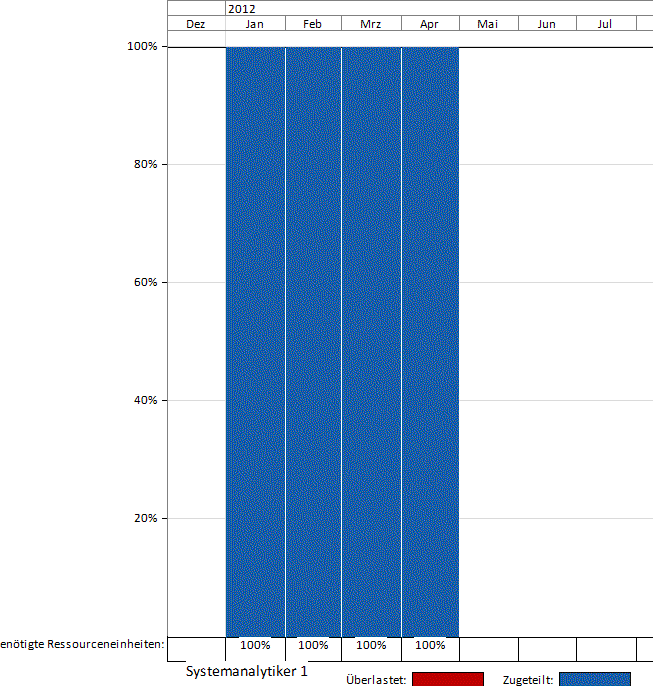 2012
Dez Jan Feb Mrz Apr Mai Jun Jul
100%
80%
60%
40%
20%
enötigte Ressourceneinheiten: 100% 100% 100% 100%
Systemanalytiker 1
Überlastet: Zugeteilt: